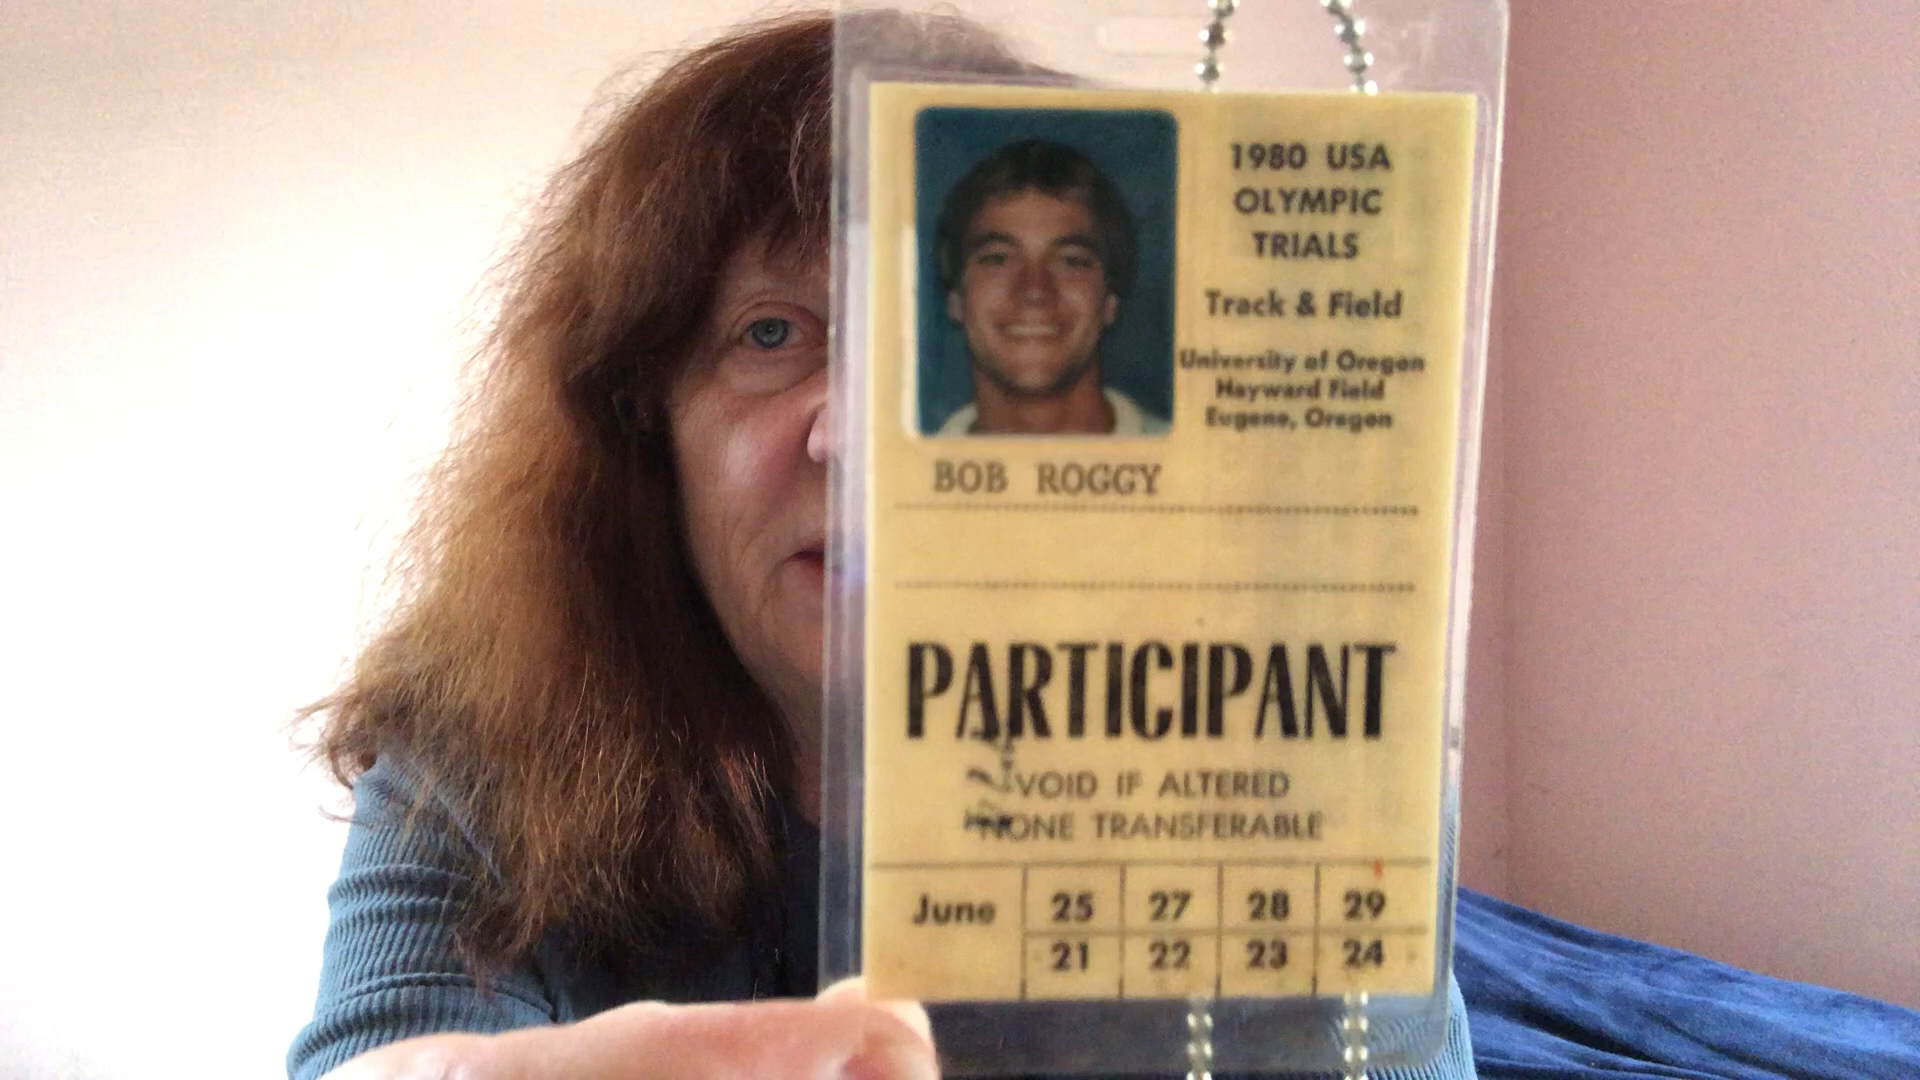 1980 USA
OLYMPIC
TRIALS
Track & Field
University of Oregon
Hayward Field
Eugene, Oregon
BOB ROGGY
PARTICIPANT
VOID IF ALTERED
NONE TRANSFERABLE
June 25 27 28 29
21 22 23 24